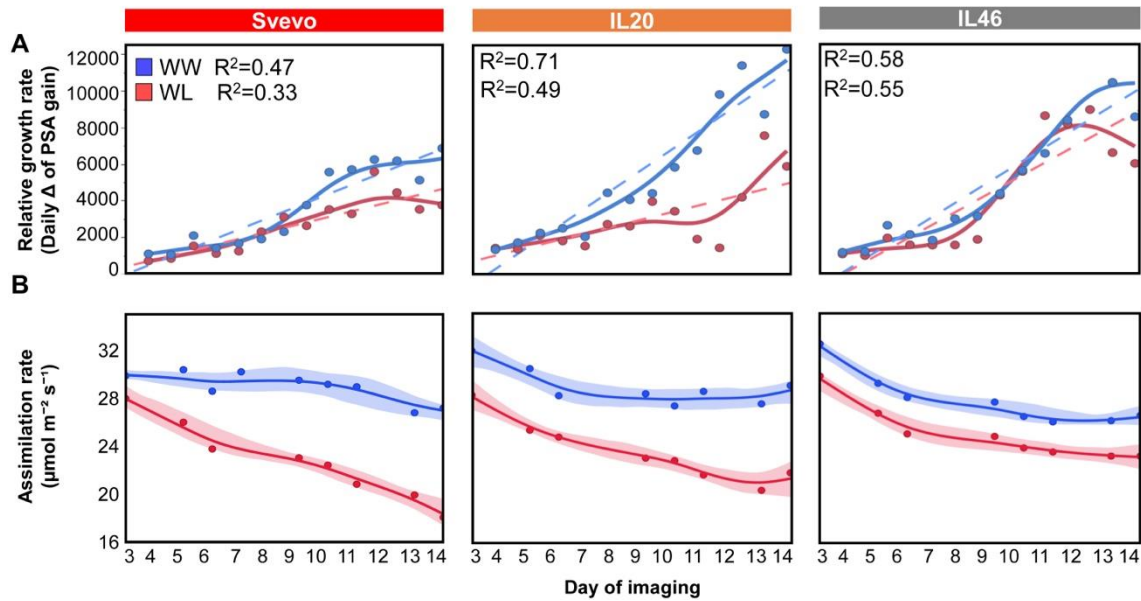 Svevo IL20 IL46
A
Relative growth rate
(Daily Δ of PSA gain)
12000
10000
8000
6000
4000
2000
0
WW R²=0.47
WL R²=0.33
R²=0.71
R²=0.49
R²=0.58
R²=0.55
B
Assimilation rate
(µmol m⁻² s⁻¹)
32
28
24
20
16
3 4 5 6 7 8 9 10 11 12 13 14
3 4 5 6 7 8 9 10 11 12 13 14
3 4 5 6 7 8 9 10 11 12 13 14
Day of imaging